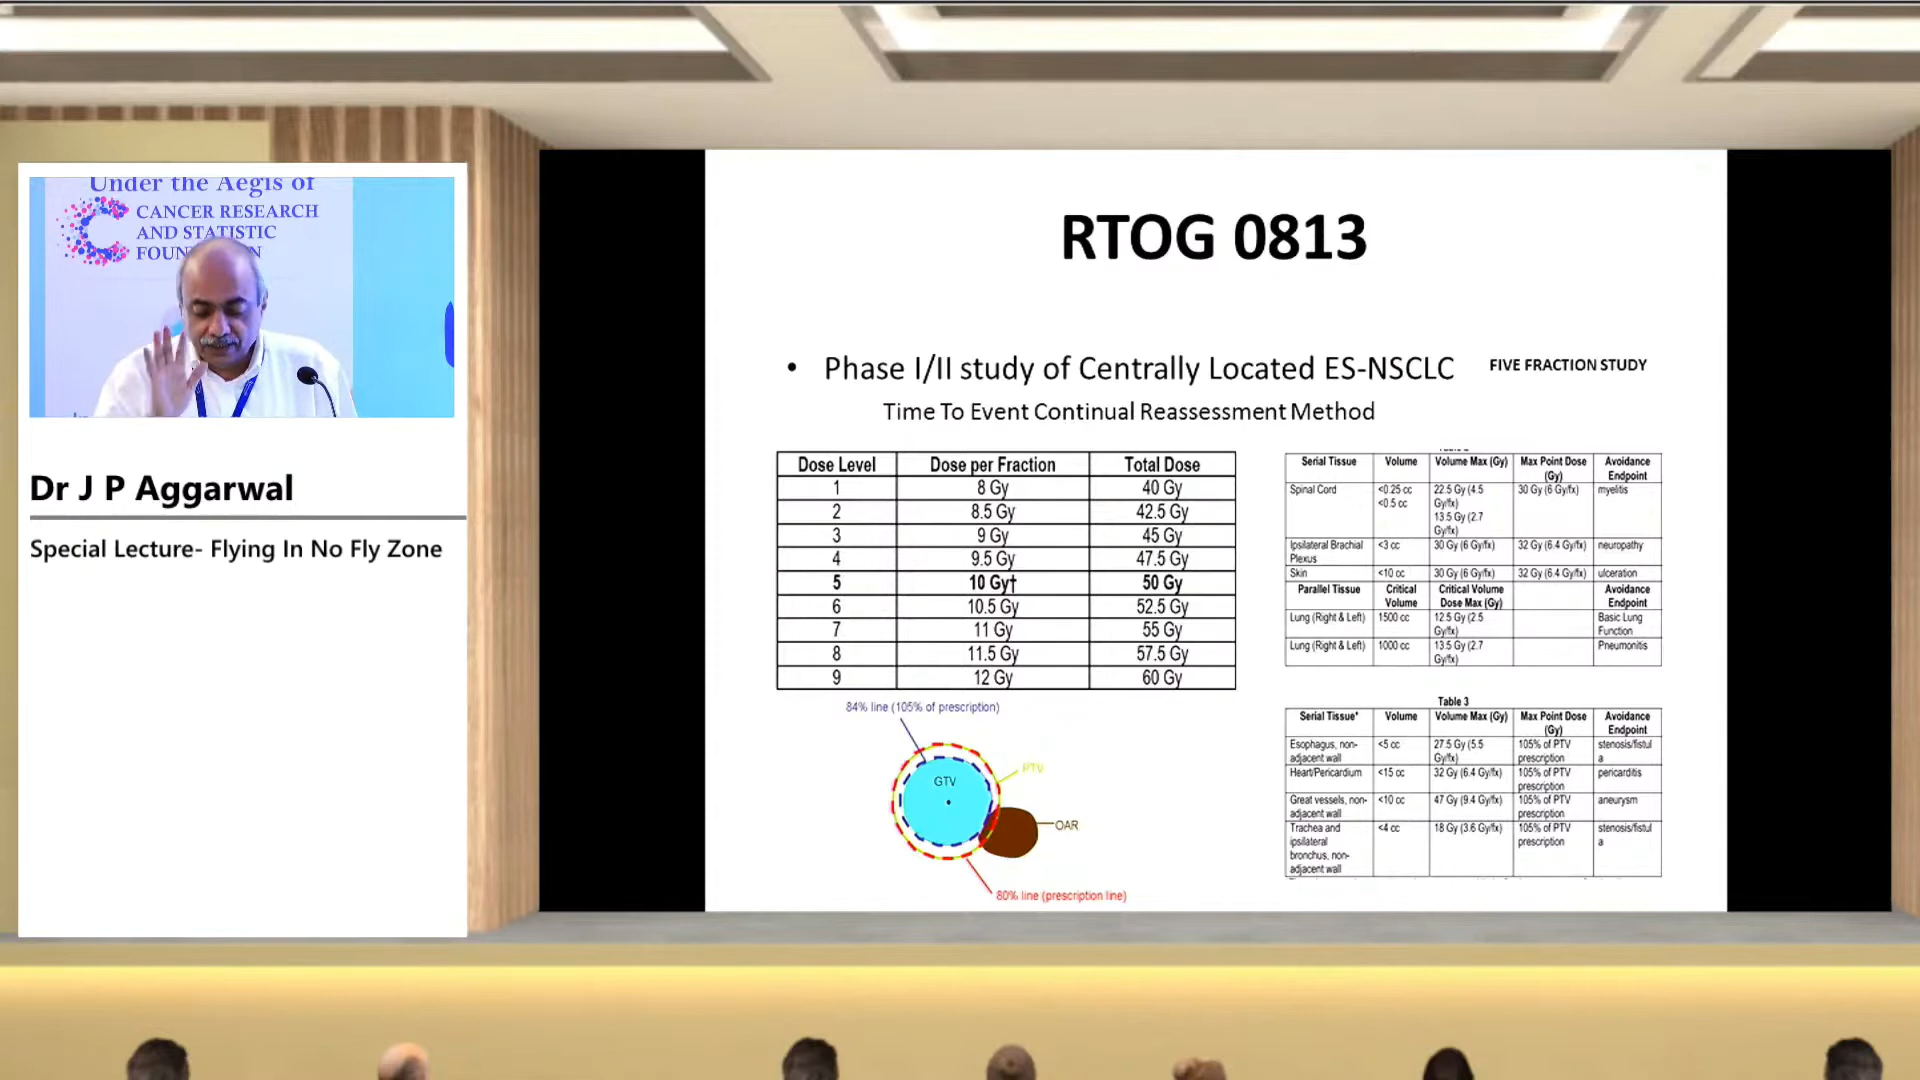 Under the Aegis of
CANCER RESEARCH
AND STATISTIC
FOUN N
Dr J P Aggarwal
Special Lecture- Flying In No Fly Zone
RTOG 0813
• Phase I/II study of Centrally Located ES-NSCLC FIVE FRACTION STUDY
Time To Event Continual Reassessment Method
Dose Level Dose per Fraction Total Dose
1 8 Gy 40 Gy
2 8.5 Gy 42.5 Gy
3 9 Gy 45 Gy
4 9.5 Gy 47.5 Gy
5 10 Gy† 50 Gy
6 10.5 Gy 52.5 Gy
7 11 Gy 55 Gy
8 11.5 Gy 57.5 Gy
9 12 Gy 60 Gy
84% line (105% of prescription)
GTV
PTV
OAR
80% line (prescription line)
Serial Tissue Volume Volume Max (Gy) Max Point Dose Avoidance
(Gy) Endpoint
Spinal Cord <0.25 cc 22.5 Gy (4.5 30 Gy (6 Gy/fx) myelitis
<0.5 cc Gy/fx)
13.5 Gy (2.7
Gy/fx)
Ipsilateral Brachial <3 cc 30 Gy (6 Gy/fx) 32 Gy (6.4 Gy/fx) neuropathy
Plexus
Skin <10 cc 30 Gy (6 Gy/fx) 32 Gy (6.4 Gy/fx) ulceration
Parallel Tissue Critical Critical Volume Avoidance
Volume Dose Max (Gy) Endpoint
Lung (Right & Left) 1500 cc 12.5 Gy (2.5 Basic Lung
Gy/fx) Function
Lung (Right & Left) 1000 cc 13.5 Gy (2.7 Pneumonitis
Gy/fx)
Table 3
Serial Tissue* Volume Volume Max (Gy) Max Point Dose Avoidance
(Gy) Endpoint
Esophagus, non- <5 cc 27.5 Gy (5.5 105% of PTV stenosis/fistul
adjacent wall Gy/fx) prescription a
Heart/Pericardium <15 cc 32 Gy (6.4 Gy/fx) 105% of PTV pericarditis
prescription
Great vessels, non- <10 cc 47 Gy (9.4 Gy/fx) 105% of PTV aneurysm
adjacent wall prescription
Trachea and <4 cc 18 Gy (3.6 Gy/fx) 105% of PTV stenosis/fistul
ipsilateral prescription a
bronchus, non-
adjacent wall